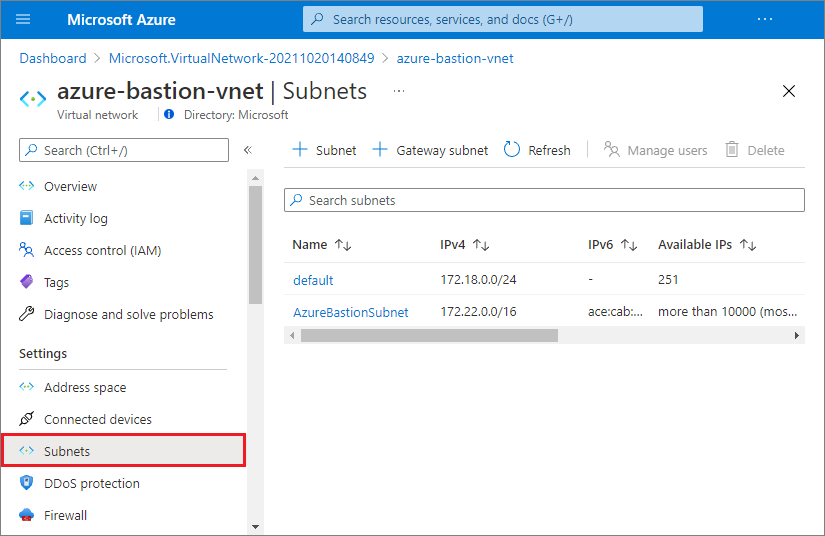 Microsoft Azure
Search resources, services, and docs (G+/)
...
Dashboard > Microsoft.VirtualNetwork-20211020140849 > azure-bastion-vnet
azure-bastion-vnet | Subnets ...
Virtual network | Directory: Microsoft
Search (Ctrl+/)
«
Overview
Activity log
Access control (IAM)
Tags
Diagnose and solve problems
Settings
Address space
Connected devices
Subnets
DDoS protection
Firewall
+ Subnet + Gateway subnet Refresh | Manage users Delete
Search subnets
Name ↑↓ IPv4 ↑↓ IPv6 ↑↓ Available IPs ↑↓
default 172.18.0.0/24 - 251
AzureBastionSubnet 172.22.0.0/16 ace:cab:... more than 10000 (mos...